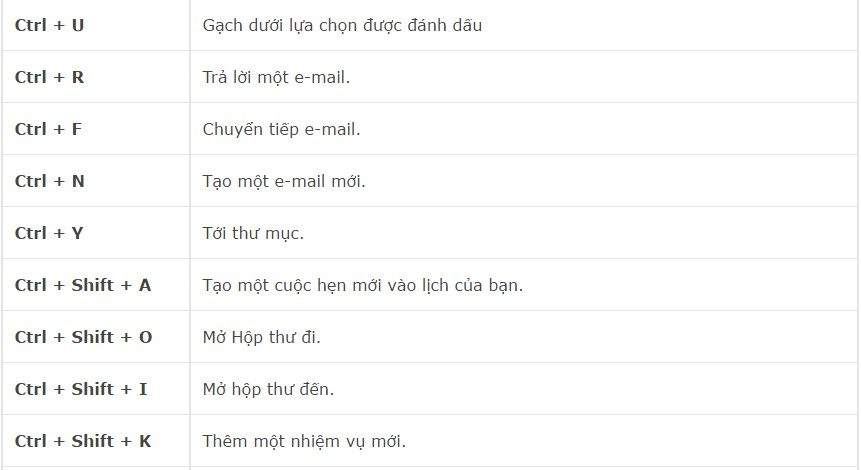 Ctrl + U Gạch dưới lựa chọn được đánh dấu
Ctrl + R Trả lời một e-mail.
Ctrl + F Chuyển tiếp e-mail.
Ctrl + N Tạo một e-mail mới.
Ctrl + Y Tới thư mục.
Ctrl + Shift + A Tạo một cuộc hẹn mới vào lịch của bạn.
Ctrl + Shift + O Mở Hộp thư đi.
Ctrl + Shift + I Mở hộp thư đến.
Ctrl + Shift + K Thêm một nhiệm vụ mới.